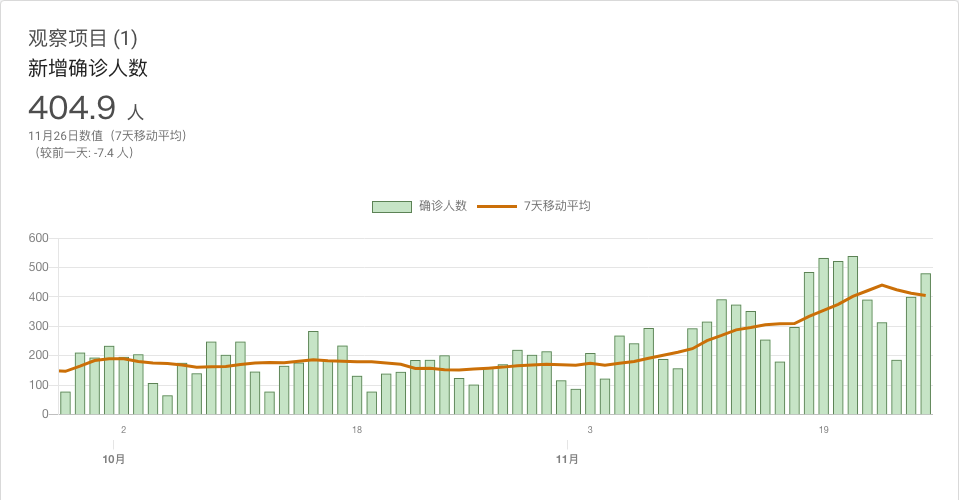 观察项目 (1)
新增确诊人数
404.9 人
11月26日数值（7天移动平均）
（较前一天: -7.4 人）
确诊人数 7天移动平均
600
500
400
300
200
100
0
2 18 3 19
10月 11月